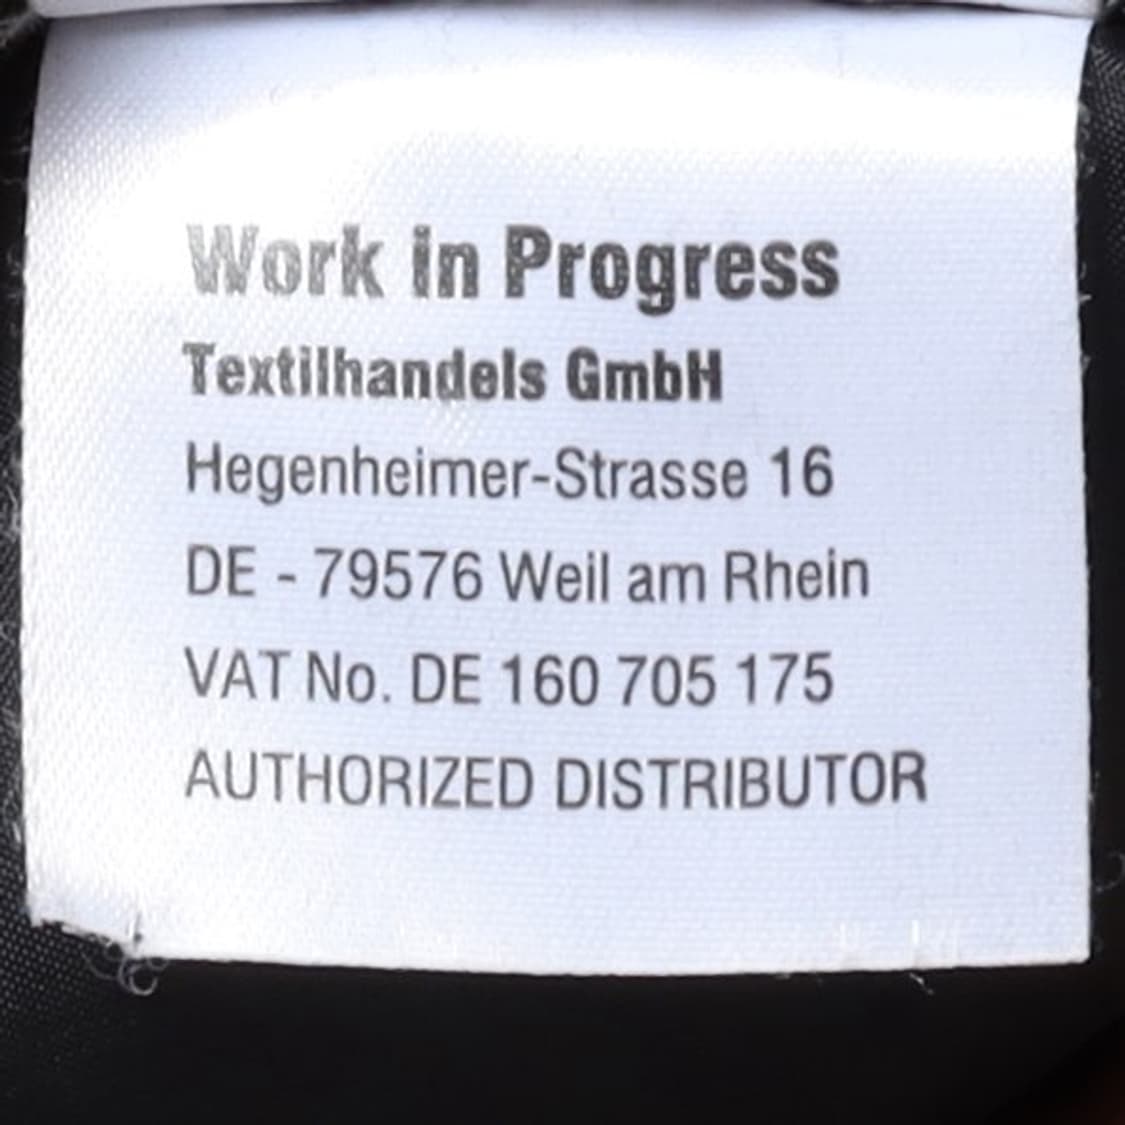 Work in Progress
Textilhandels GmbH
Hegenheimer-Strasse 16
DE - 79576 Weil am Rhein
VAT No. DE 160 705 175
AUTHORIZED DISTRIBUTOR